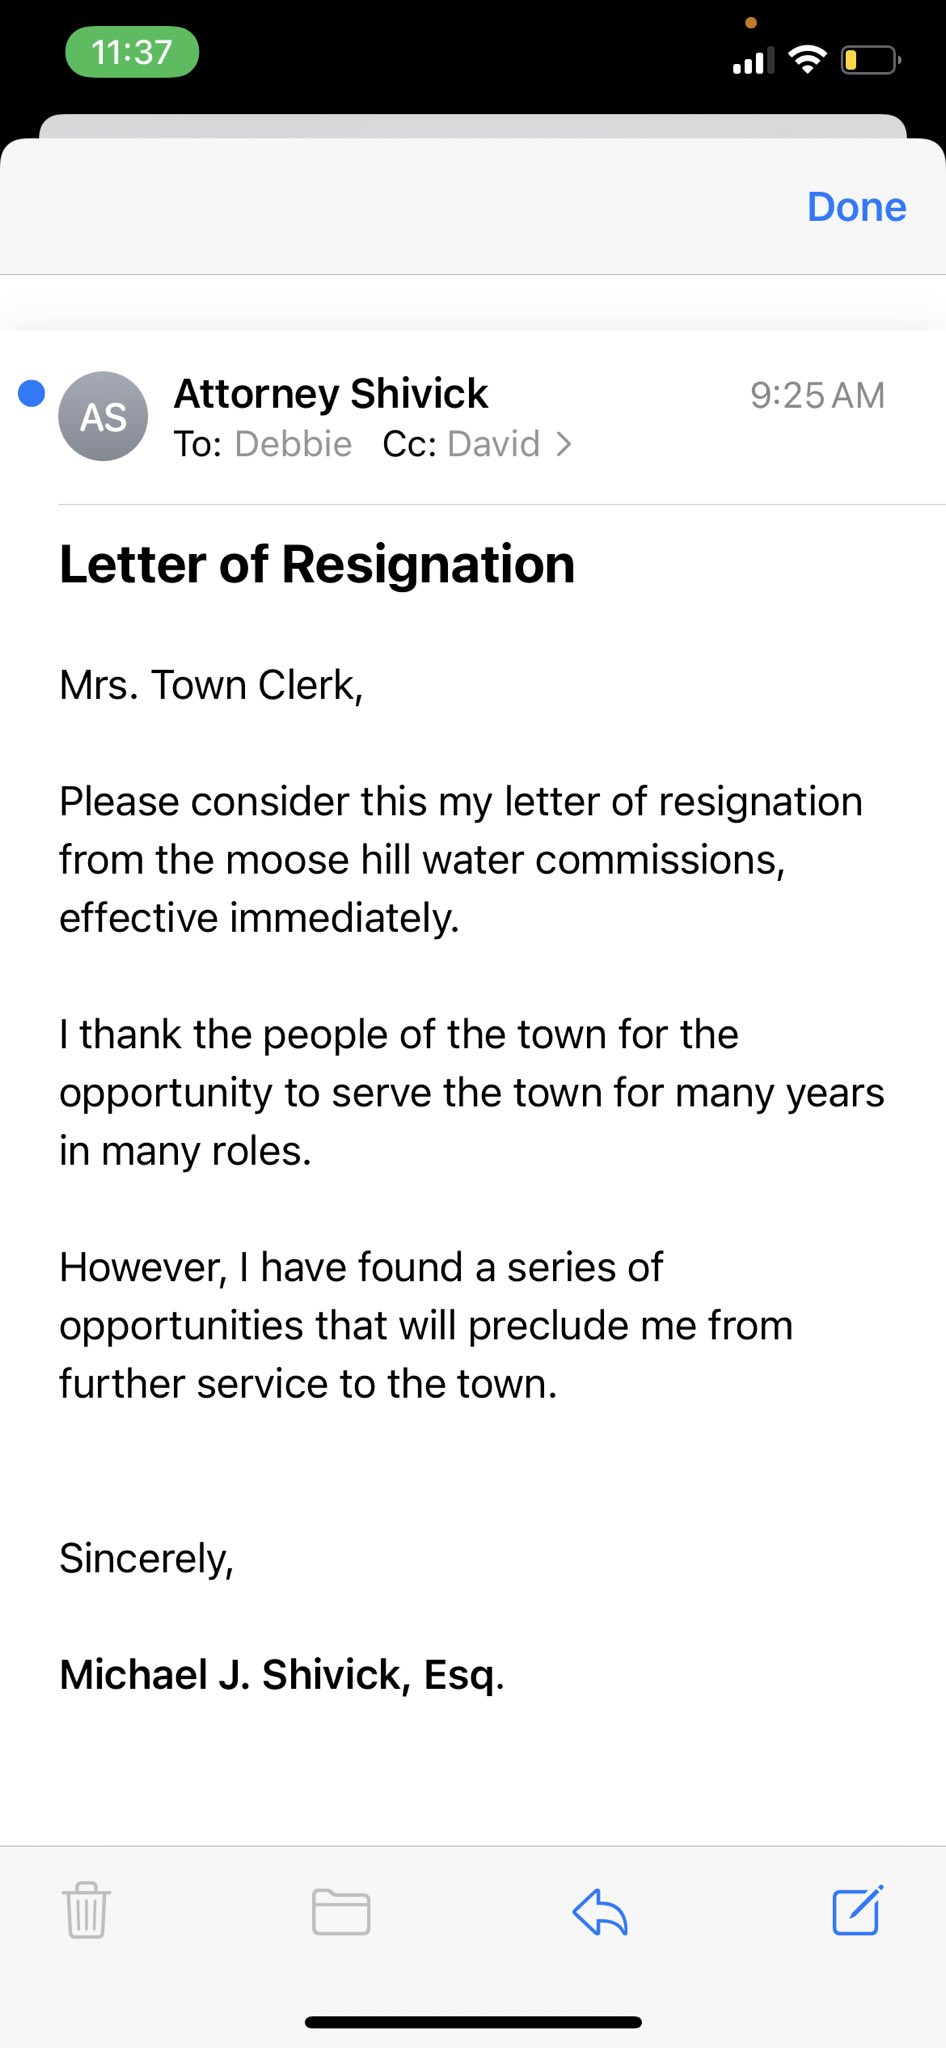 11:37
Done
AS
Attorney Shivick
9:25 AM
To: Debbie Cc: David
Letter of Resignation
Mrs. Town Clerk,
Please consider this my letter of resignation
from the moose hill water commissions,
effective immediately.
I thank the people of the town for the
opportunity to serve the town for many years
in many roles.
However, I have found a series of
opportunities that will preclude me from
further service to the town.
Sincerely,
Michael J. Shivick, Esq.